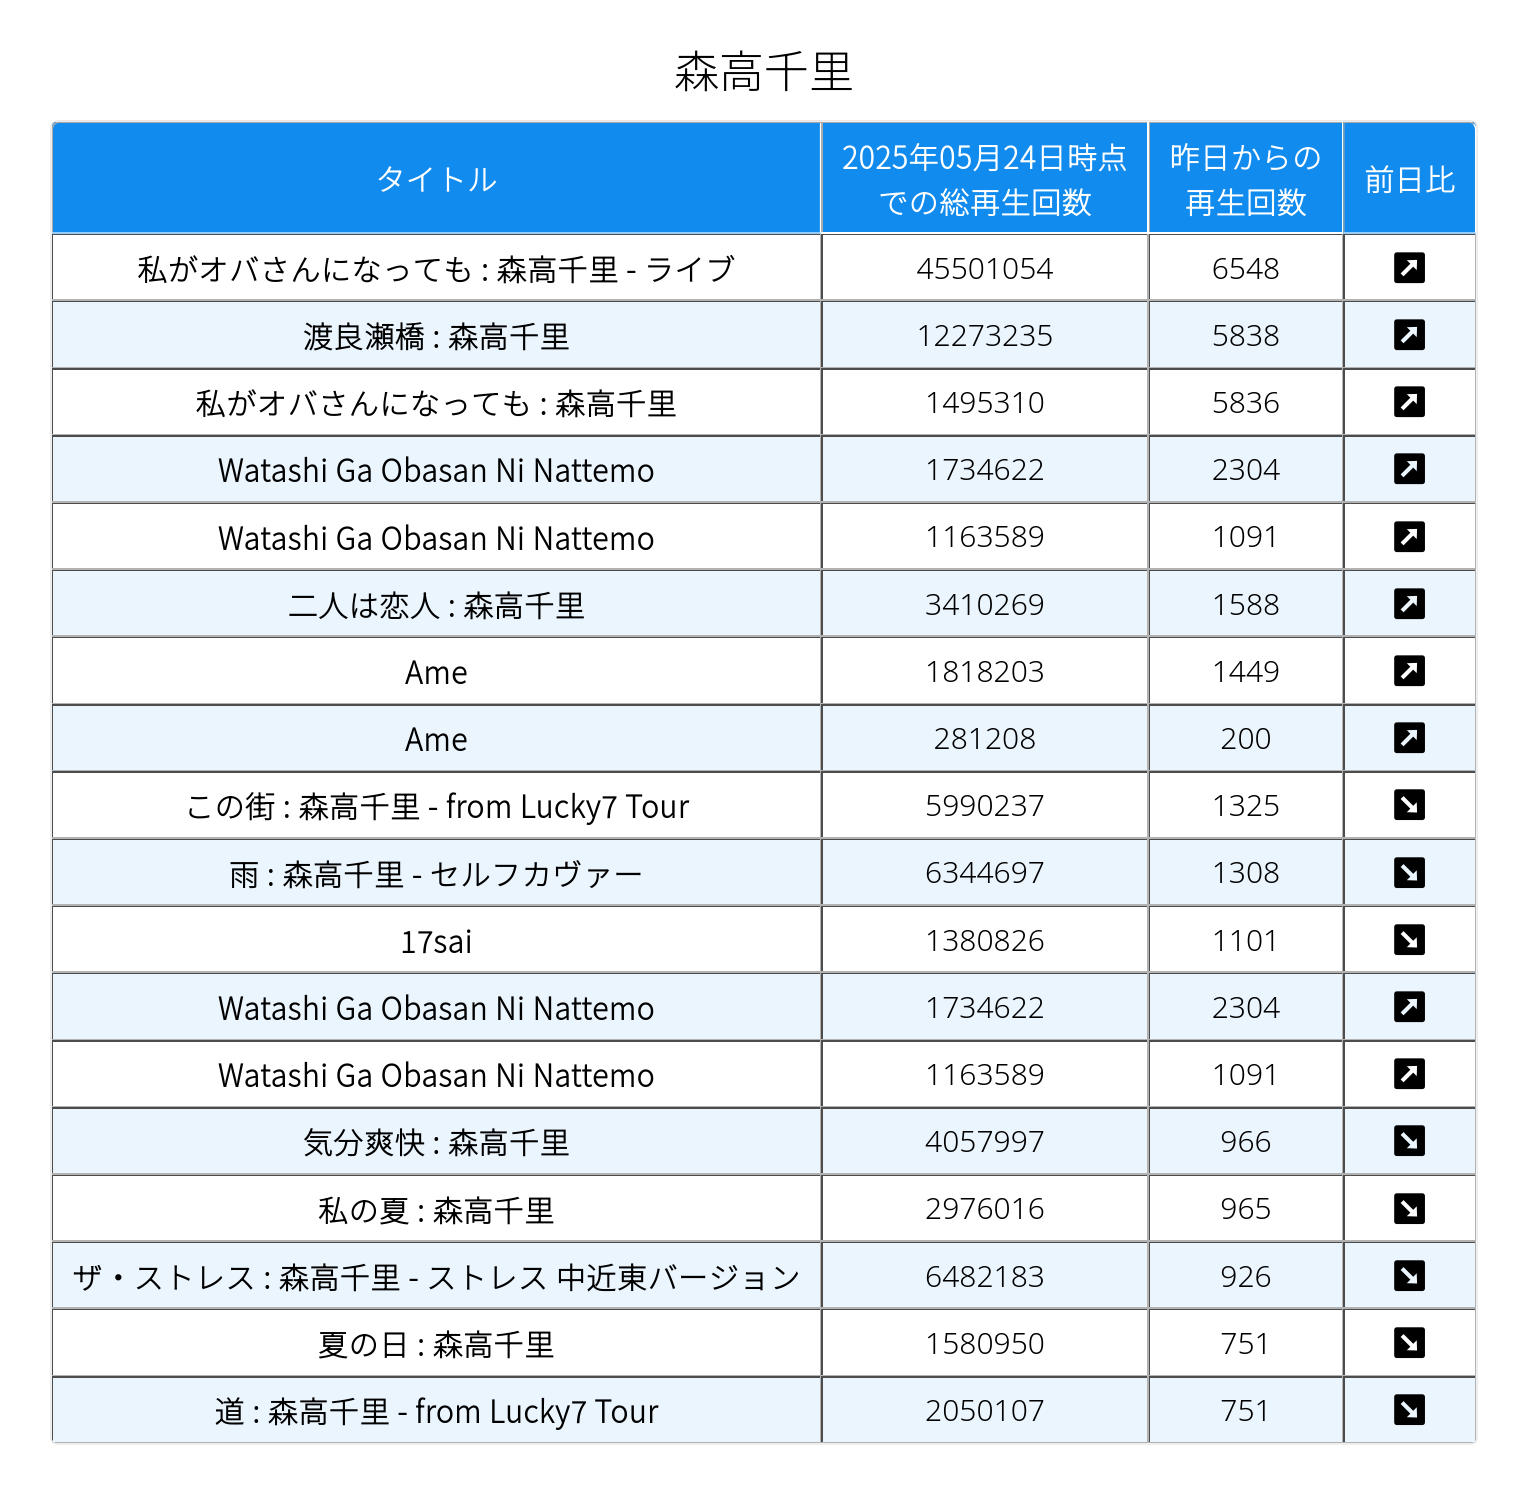 森高千里
タイトル 2025年05月24日時点での総再生回数 昨日からの再生回数 前日比
私がオバさんになっても : 森高千里 - ライブ 45501054 6548
渡良瀬橋 : 森高千里 12273235 5838
私がオバさんになっても : 森高千里 1495310 5836
Watashi Ga Obasan Ni Nattemo 1734622 2304
Watashi Ga Obasan Ni Nattemo 1163589 1091
二人は恋人 : 森高千里 3410269 1588
Ame 1818203 1449
Ame 281208 200
この街 : 森高千里 - from Lucky7 Tour 5990237 1325
雨 : 森高千里 - セルフカヴァー 6344697 1308
17sai 1380826 1101
Watashi Ga Obasan Ni Nattemo 1734622 2304
Watashi Ga Obasan Ni Nattemo 1163589 1091
気分爽快 : 森高千里 4057997 966
私の夏 : 森高千里 2976016 965
ザ・ストレス : 森高千里 - ストレス 中近東バージョン 6482183 926
夏の日 : 森高千里 1580950 751
道 : 森高千里 - from Lucky7 Tour 2050107 751